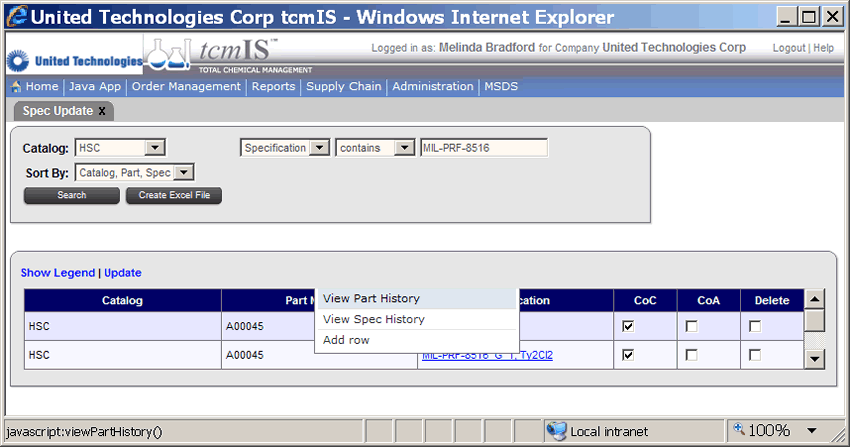 United Technologies Corp tcmIS - Windows Internet Explorer
United Technologies
tcmIS™
TOTAL CHEMICAL MANAGEMENT
Logged in as: Melinda Bradford for Company United Technologies Corp
Logout | Help
Home | Java App | Order Management | Reports | Supply Chain | Administration | MSDS
Spec Update x
Catalog: HSC Specification contains MIL-PRF-8516
Sort By: Catalog, Part, Spec
Search Create Excel File
Show Legend | Update
Catalog Part ication CoC CoA Delete
View Part History
HSC A00045
View Spec History
Add row
HSC A00045 MIL-PRF-8516 G 1, Ty2Cl2
javascript:viewPartHistory() Local intranet 100%